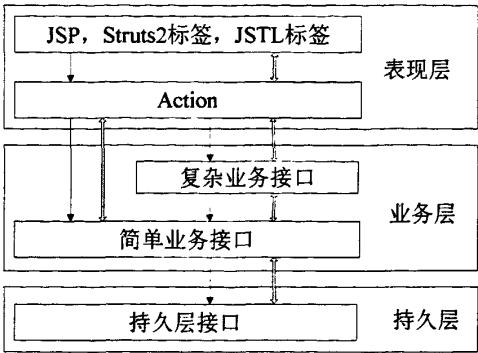 JSP，Struts2标签，JSTL标签
表现层
Action
复杂业务接口
业务层
简单业务接口
持久层接口
持久层